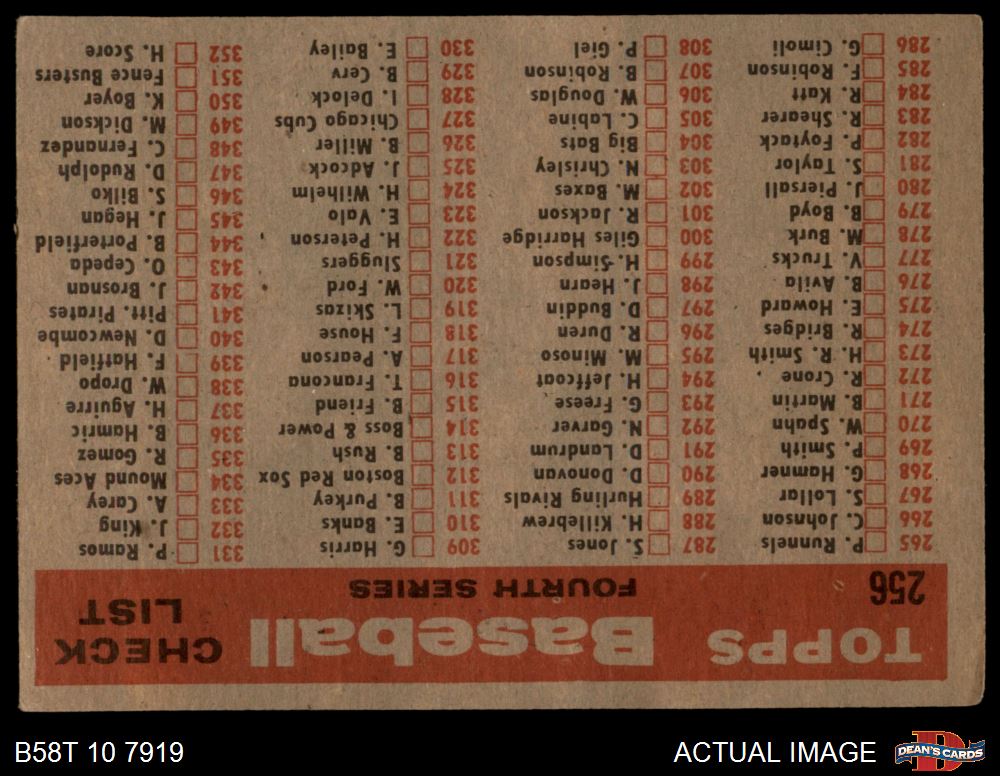 TOPPS Baseball CHECK LIST
256 FOURTH SERIES
265 P. Runnels
266 C. Johnson
267 S. Lollar
268 G. Hamner
269 P. Smith
270 W. Spahn
271 B. Martin
272 R. Crone
273 H. R. Smith
274 R. Bridges
275 E. Howard
276 B. Avila
277 V. Trucks
278 M. Burk
279 B. Boyd
280 J. Piersall
281 S. Taylor
282 P. Foytack
283 R. Shearer
284 R. Katt
285 F. Robinson
286 G. Cimoli
287 S. Jones
288 H. Killebrew
289 Hurling Rivals
290 D. Donovan
291 D. Landrum
292 N. Garver
293 G. Freese
294 H. Jeffcoat
295 M. Minoso
296 R. Duren
297 D. Buddin
298 J. Hearn
299 H. Simpson
300 Giles Harridge
301 R. Jackson
302 M. Baxes
303 N. Chrisley
304 Big Bats
305 C. Labine
306 W. Douglas
307 B. Robinson
308 P. Giel
309 G. Harris
310 E. Banks
311 B. Purkey
312 Boston Red Sox
313 B. Rush
314 Boss & Power
315 B. Friend
316 T. Francona
317 A. Pearson
318 F. House
319 L. Skizas
320 W. Ford
321 Sluggers
322 H. Peterson
323 E. Valo
324 H. Wilhelm
325 J. Adcock
326 B. Miller
327 Chicago Cubs
328 I. Delock
329 B. Cerv
330 E. Bailey
331 P. Ramos
332 J. King
333 A. Carey
334 Mound Aces
335 R. Gomez
336 B. Hamric
337 H. Aguirre
338 W. Dropo
339 F. Hatfield
340 D. Newcombe
341 Pitt. Pirates
342 J. Brosnan
343 O. Cepeda
344 B. Porterfield
345 J. Hegan
346 S. Bilko
347 D. Rudolph
348 C. Fernandez
349 M. Dickson
350 K. Boyer
351 Fence Busters
352 H. Score
B58T 10 7919 ACTUAL IMAGE DEAN'S CARDS